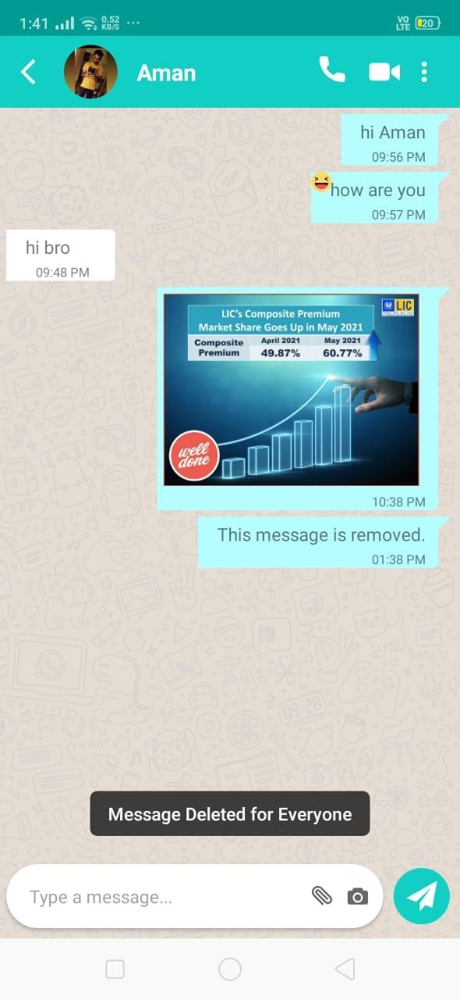 1:41
0.52
KB/S
VO
LTE
20
Aman
hi Aman
09:56 PM
how are you
09:57 PM
hi bro
09:48 PM
LIC
LIC's Composite Premium
Market Share Goes Up in May 2021
Composite Premium April 2021 May 2021
49.87% 60.77%
well
done
10:38 PM
This message is removed.
01:38 PM
Hi
09:28
Message Deleted for Everyone
Type a message...